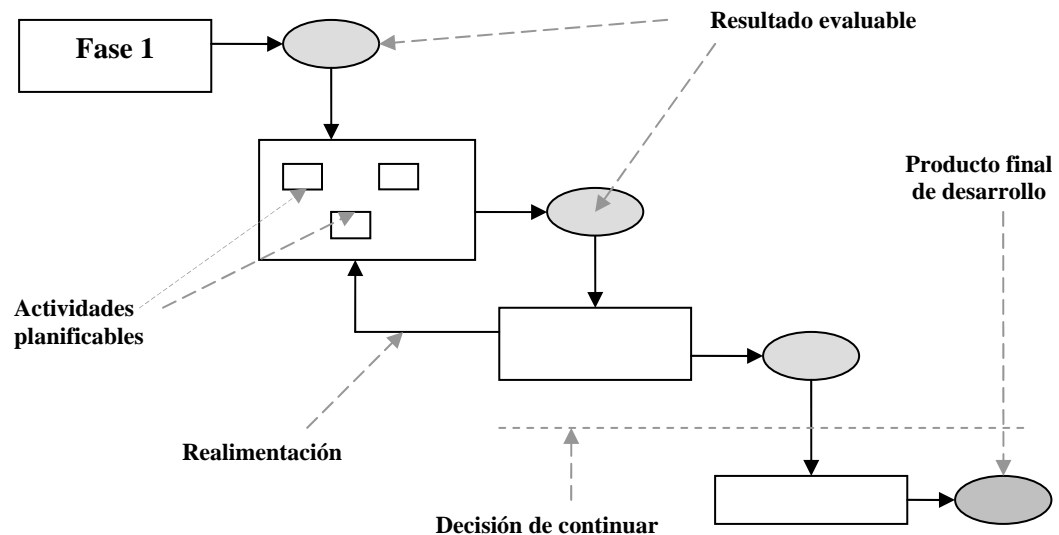 Resultado evaluable
Fase 1
Producto final
de desarrollo
Actividades
planificables
Realimentación
Decisión de continuar